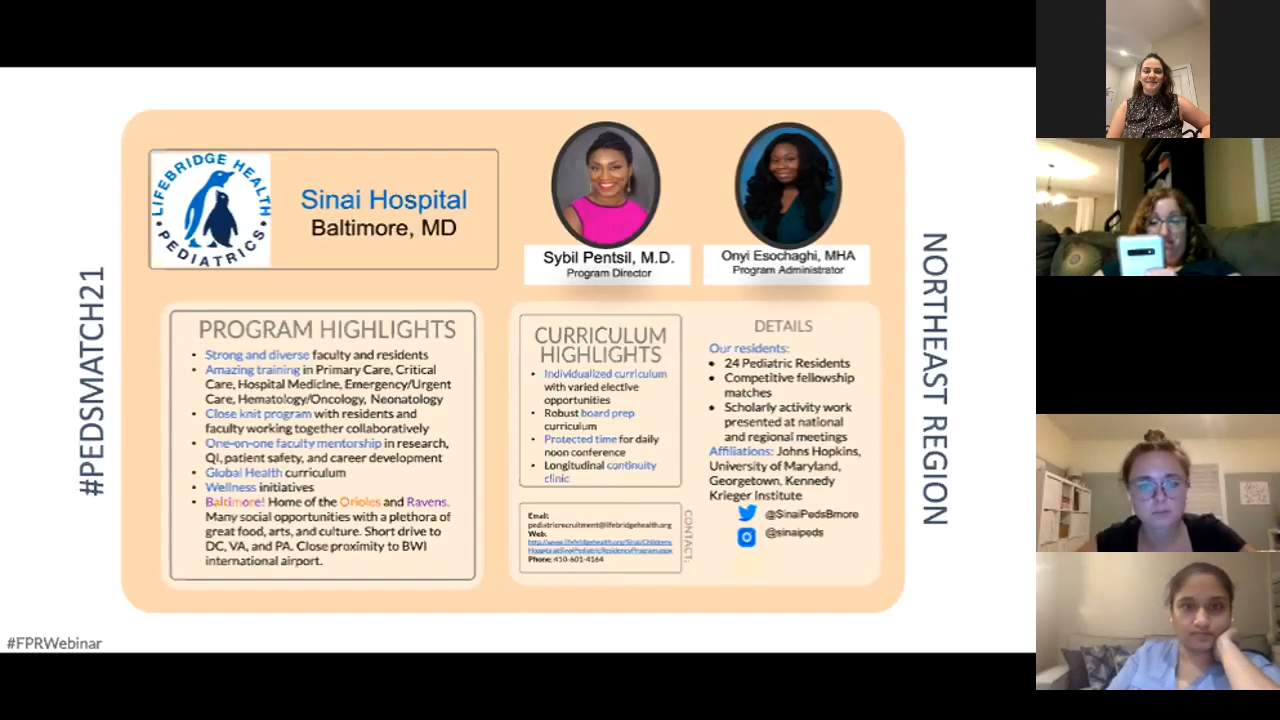 #PEDSMATCH21
LIFEBRIDGE HEALTH
PEDIATRICS
Sinai Hospital
Baltimore, MD
Sybil Pentsil, M.D.
Program Director
Onyi Esochaghi, MHA
Program Administrator
PROGRAM HIGHLIGHTS
• Strong and diverse faculty and residents
• Amazing training in Primary Care, Critical
Care, Hospital Medicine, Emergency/Urgent
Care, Hematology/Oncology, Neonatology
• Close knit program with residents and
faculty working together collaboratively
• One-on-one faculty mentorship in research,
QI, patient safety, and career development
• Global Health curriculum
• Wellness initiatives
• Baltimore! Home of the Orioles and Ravens.
Many social opportunities with a plethora of
great food, arts, and culture. Short drive to
DC, VA, and PA. Close proximity to BWI
international airport.
CURRICULUM
HIGHLIGHTS
• Individualized curriculum
with varied elective
opportunities
• Robust board prep
curriculum
• Protected time for daily
noon conference
• Longitudinal continuity
clinic
Email:
pediatricrecruitment@lifebridgehealth.org
Web:
Phone: 410-601-4164
CONTACT:
DETAILS
Our residents:
• 24 Pediatric Residents
• Competitive fellowship
matches
• Scholarly activity work
presented at national
and regional meetings
Affiliations: Johns Hopkins,
University of Maryland,
Georgetown, Kennedy
Krieger Institute
@SinaiPedsBmore
@sinaipeds
NORTHEAST REGION
#FPRWebinar